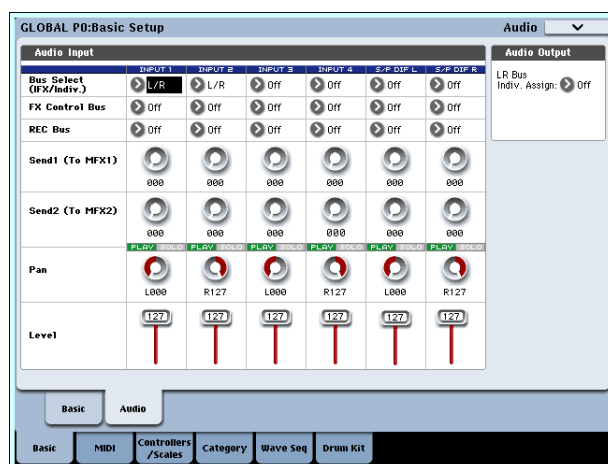 GLOBAL P0:Basic Setup
Audio
Audio Input
Audio Output
INPUT 1 INPUT 2 INPUT 3 INPUT 4 S/P DIF L S/P DIF R
Bus Select
(IFX/Indiv.)
L/R L/R Off Off Off Off
LR Bus
Indiv. Assign: Off
FX Control Bus Off Off Off Off Off Off
REC Bus Off Off Off Off Off Off
Send1 (To MFX1)
000 000 000 000 000 000
Send2 (To MFX2)
000 000 000 000 000 000
PLAY SOLO PLAY SOLO PLAY SOLO PLAY SOLO PLAY SOLO PLAY SOLO
Pan
L000 R127 L000 R127 L000 R127
127 127 127 127 127 127
Level
Basic Audio
Basic MIDI Controllers
/Scales Category Wave Seq Drum Kit